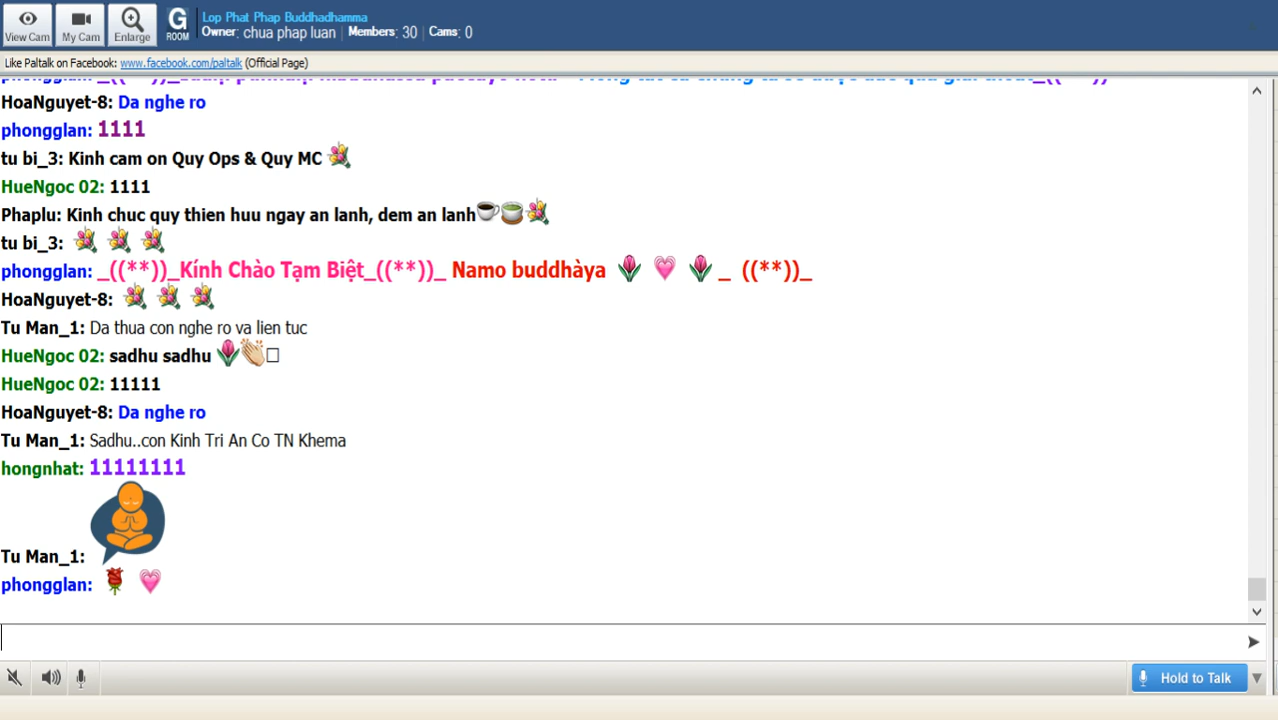 Lop Phat Phap Buddhadhamma
View Cam My Cam Enlarge G ROOM Owner: chua phap luan Members: 30 Cams: 0
Like Paltalk on Facebook: www.facebook.com/paltalk (Official Page)
HoaNguyet-8: Da nghe ro
phongglan: 1111
tu bi_3: Kinh cam on Quy Ops & Quy MC
HueNgoc 02: 1111
Phaplu: Kinh chuc quy thien huu ngay an lanh, dem an lanh
tu bi_3:
phongglan: _((**))_Kính Chào Tạm Biệt_((**))_ Namo buddhàya _ ((**))_
HoaNguyet-8:
Tu Man_1: Da thua con nghe ro va lien tuc
HueNgoc 02: sadhu sadhu
HueNgoc 02: 11111
HoaNguyet-8: Da nghe ro
Tu Man_1: Sadhu..con Kinh Tri An Co TN Khema
hongnhat: 11111111
Tu Man_1:
phongglan:
Hold to Talk